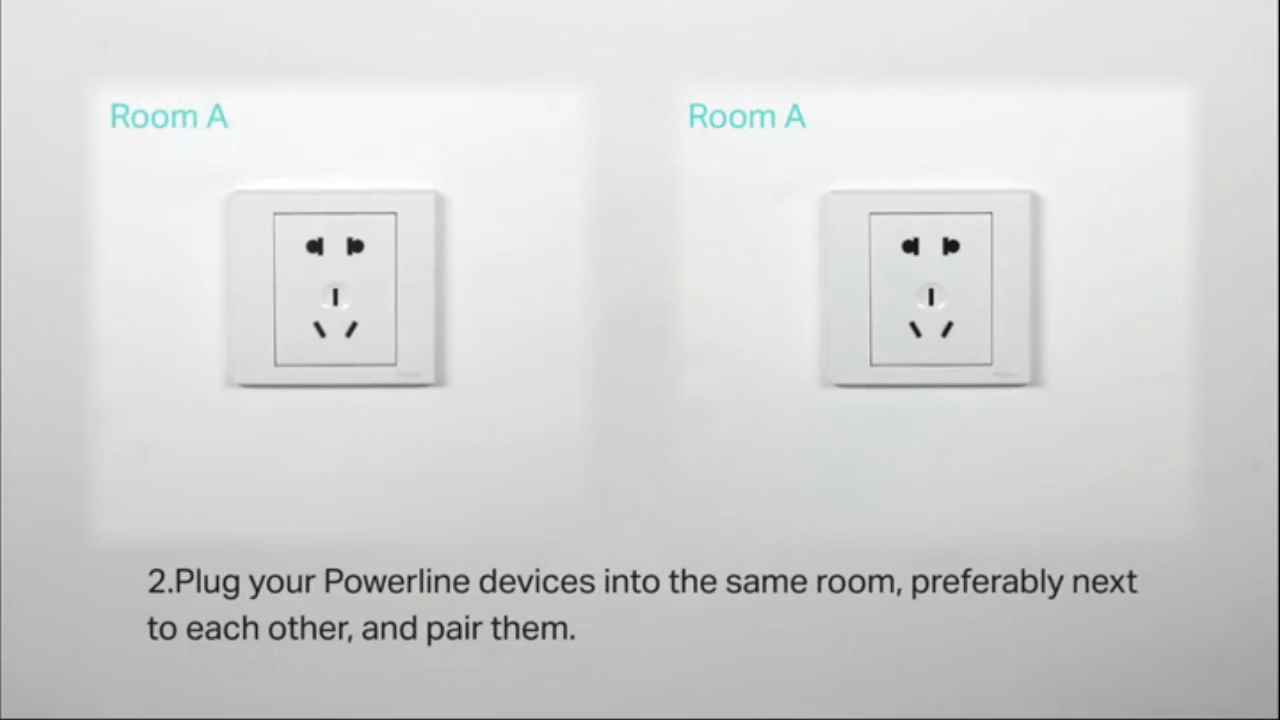 Room A
Room A
2.Plug your Powerline devices into the same room, preferably next
to each other, and pair them.